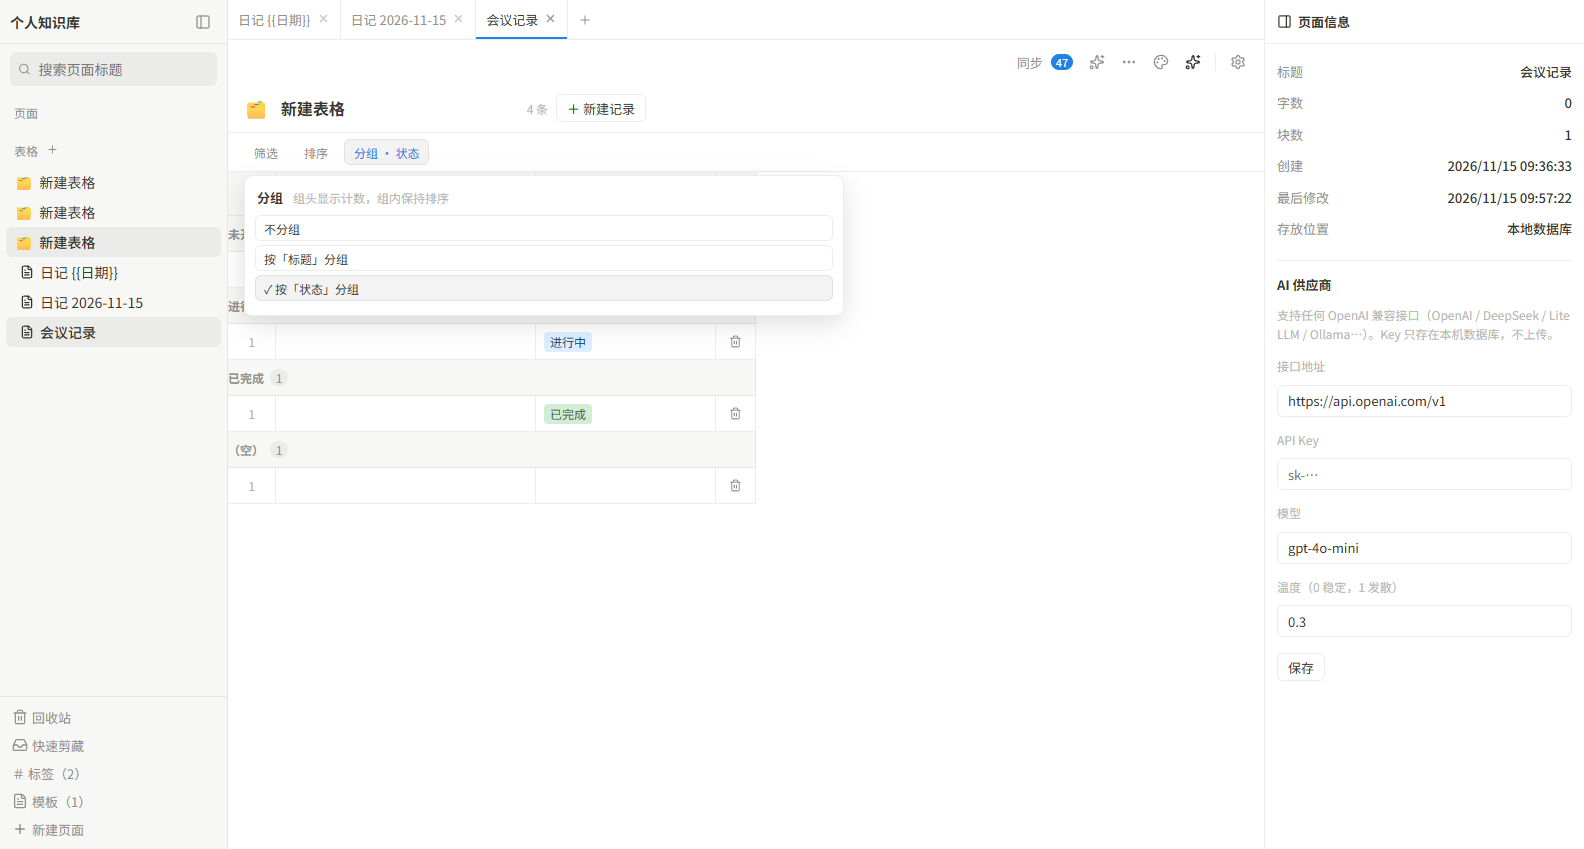 个人知识库
搜索页面标题
页面
表格
新建表格
新建表格
新建表格
日记 {{日期}}
日记 2026-11-15
会议记录
回收站
快速剪藏
# 标签（2）
模板（1）
新建页面
日记 {{日期}}
日记 2026-11-15
会议记录
同步 47
新建表格
4 条
新建记录
筛选 排序 分组 · 状态
分组 组头显示计数，组内保持排序
不分组
按「标题」分组
✓ 按「状态」分组
1 进行中
已完成 1
1 已完成
（空） 1
1
页面信息
标题 会议记录
字数 0
块数 1
创建 2026/11/15 09:36:33
最后修改 2026/11/15 09:57:22
存放位置 本地数据库
AI 供应商
支持任何 OpenAI 兼容接口（OpenAI / DeepSeek / Lite
LLM / Ollama…）。Key 只存在本机数据库，不上传。
接口地址
https://api.openai.com/v1
API Key
sk-…
模型
gpt-4o-mini
温度（0 稳定，1 发散）
0.3
保存